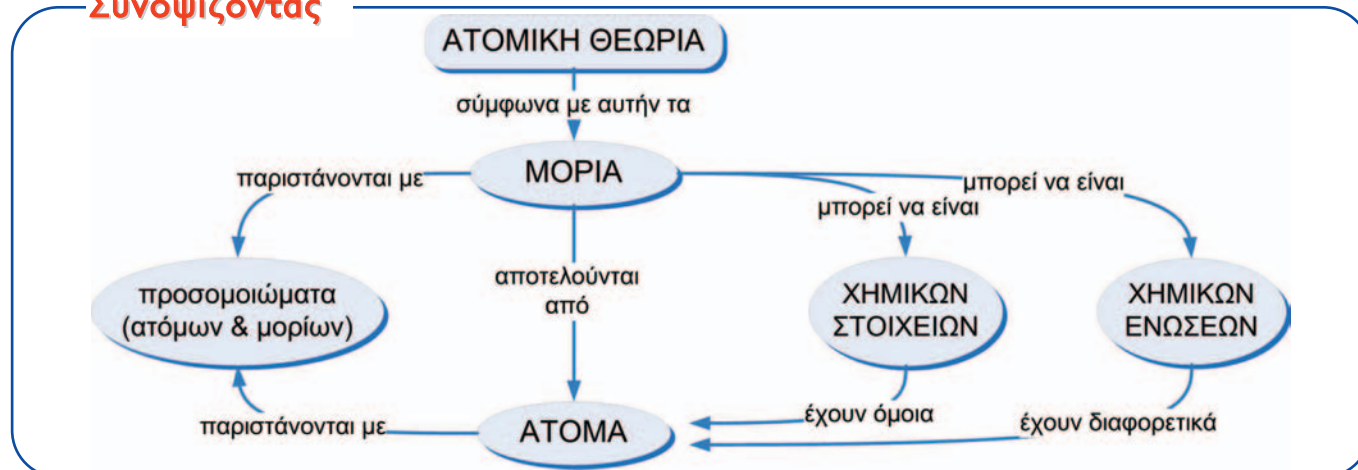 Συνοψίζοντας
ΑΤΟΜΙΚΗ ΘΕΩΡΙΑ
σύμφωνα με αυτήν τα
ΜΟΡΙΑ
παριστάνονται με
μπορεί να είναι
μπορεί να είναι
αποτελούνται
από
προσομοιώματα
(ατόμων & μορίων)
ΧΗΜΙΚΩΝ
ΣΤΟΙΧΕΙΩΝ
ΧΗΜΙΚΩΝ
ΕΝΩΣΕΩΝ
παριστάνονται με
ΑΤΟΜΑ
έχουν όμοια
έχουν διαφορετικά